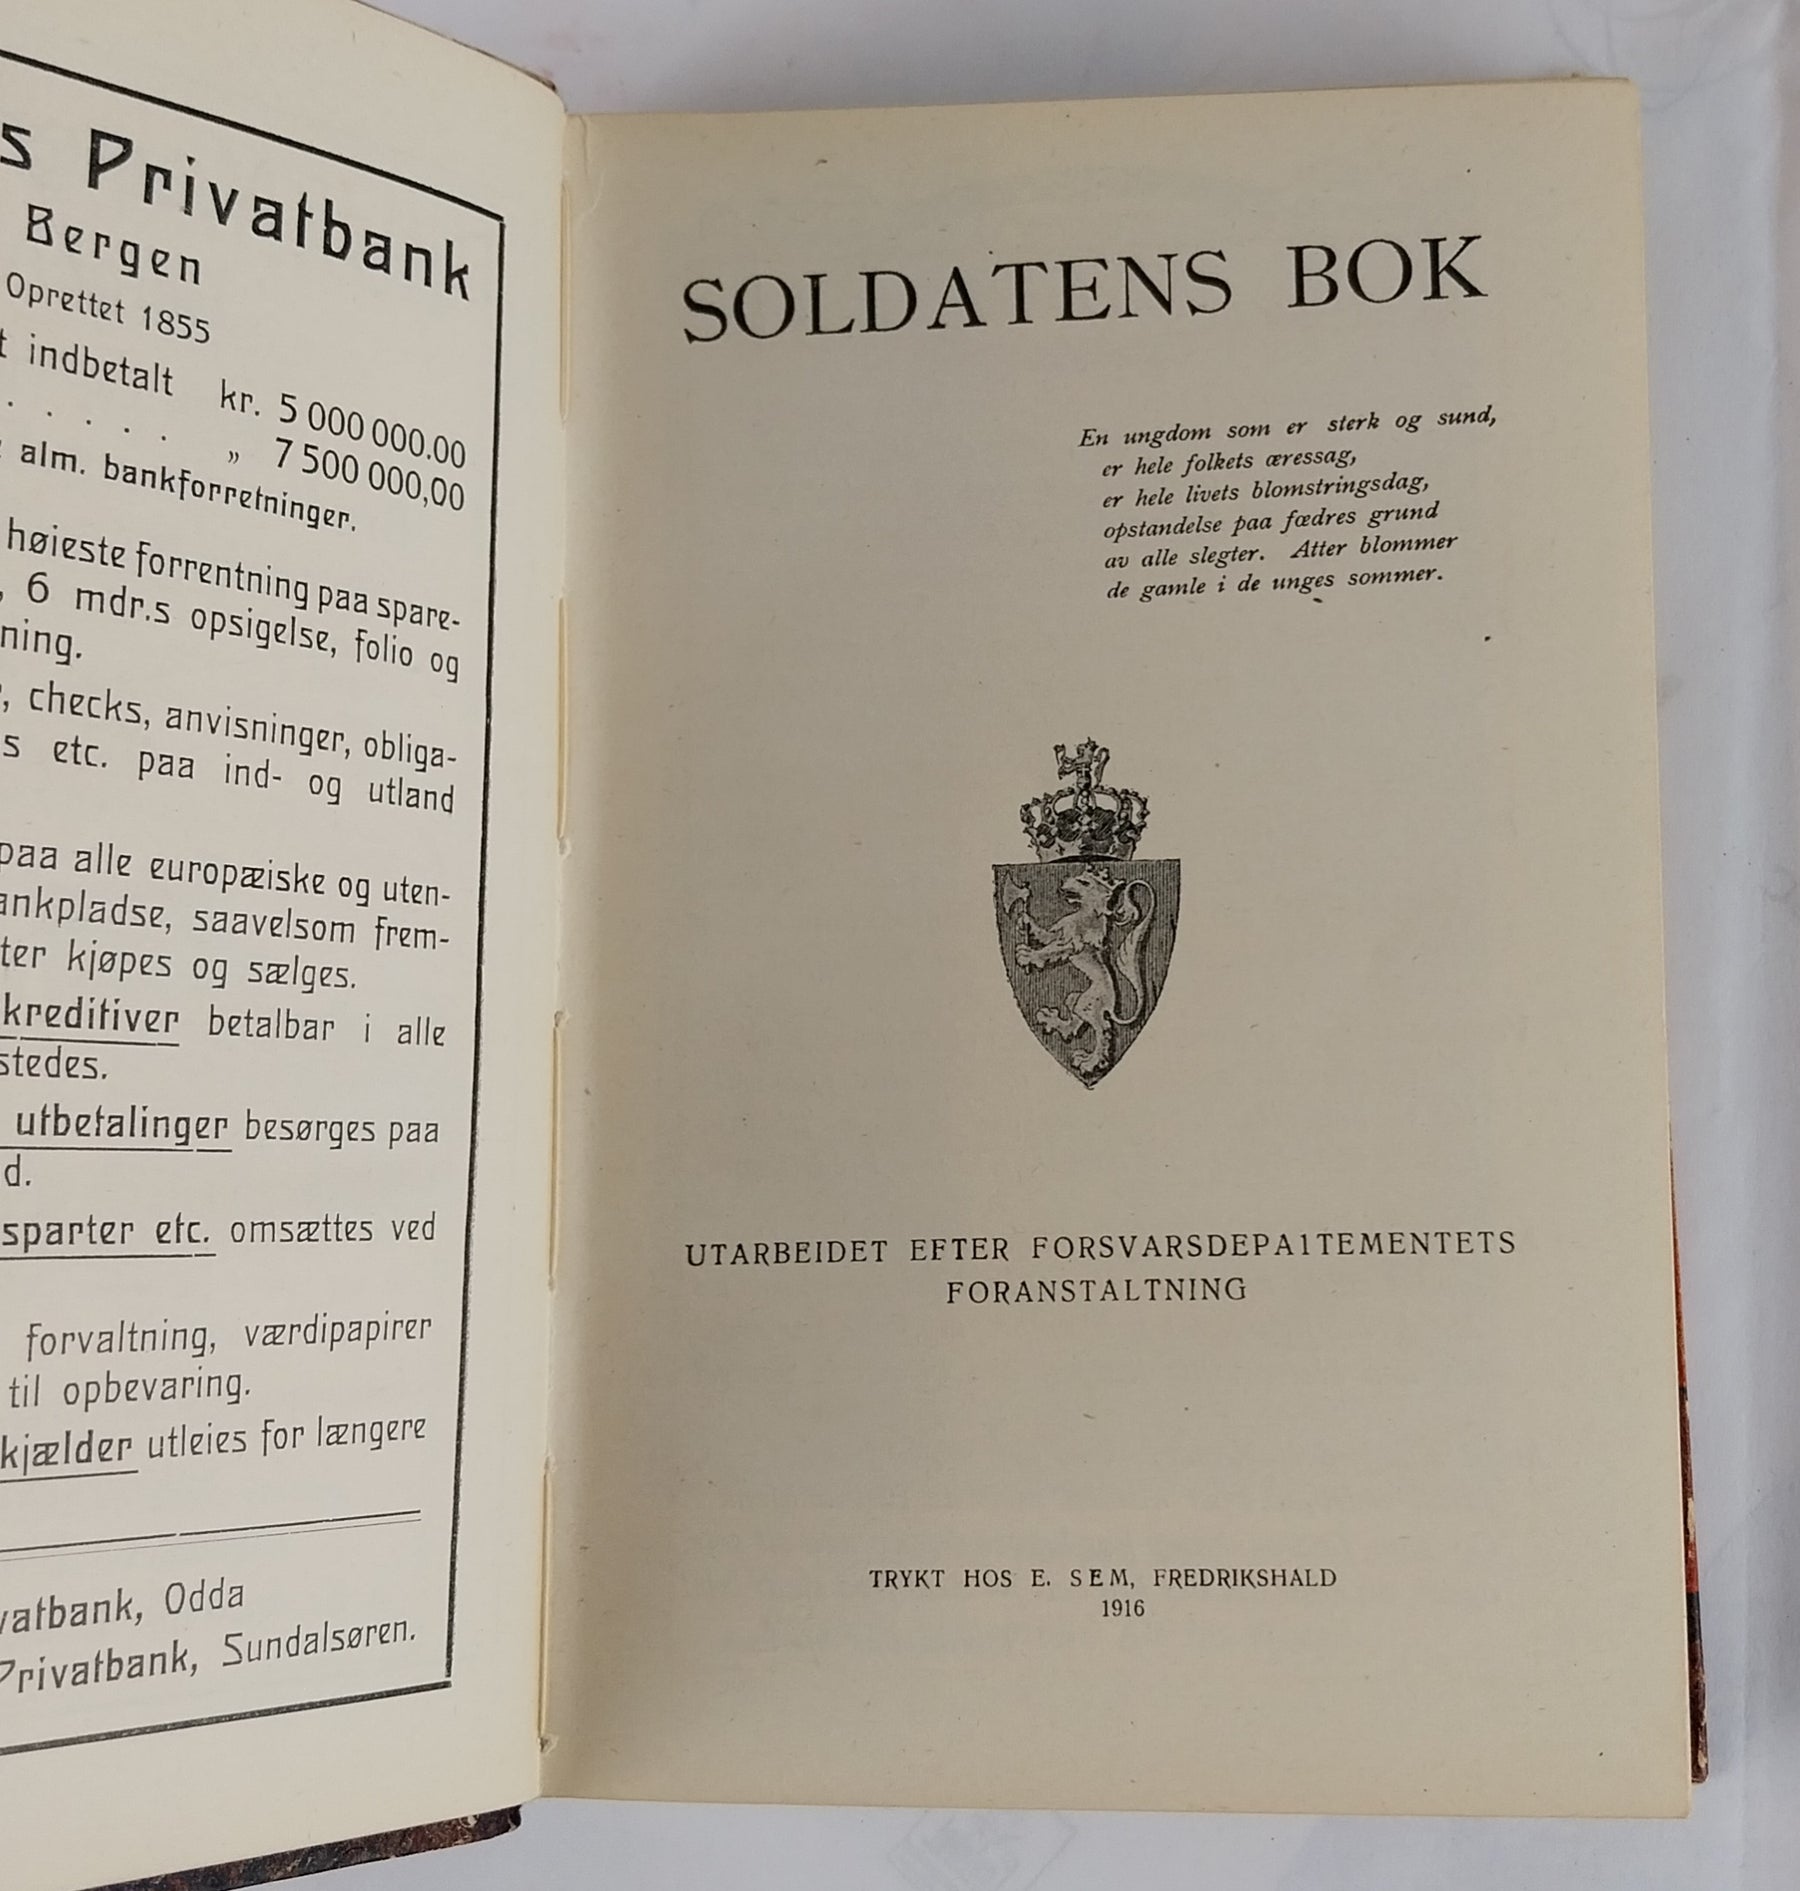 s Privatbank
Bergen
Oprettet 1855
t indbetalt kr. 5 000 000.00
. . . . . „ 7 500 000,00
alm. bankforretninger.
høieste forrentning paa spare-
, 6 mdr.s opsigelse, folio og
ning.
, checks, anvisninger, obliga-
s etc. paa ind- og utland
paa alle europæiske og uten-
ankpladse, saavelsom frem-
ter kjøpes og sælges.
kreditiver betalbar i alle
stedes.
utbetalinger besørges paa
d.
sparter etc. omsættes ved
forvaltning, værdipapirer
til opbevaring.
kjælder utleies for længere
vatbank, Odda
Privatbank, Sundalsøren.
SOLDATENS BOK
En ungdom som er sterk og sund,
er hele folkets æressag,
er hele livets blomstringsdag,
opstandelse paa fædres grund
av alle slegter. Atter blommer
de gamle i de unges sommer.
UTARBEIDET EFTER FORSVARSDEPA1TEMENTETS
FORANSTALTNING
TRYKT HOS E. SEM, FREDRIKSHALD
1916